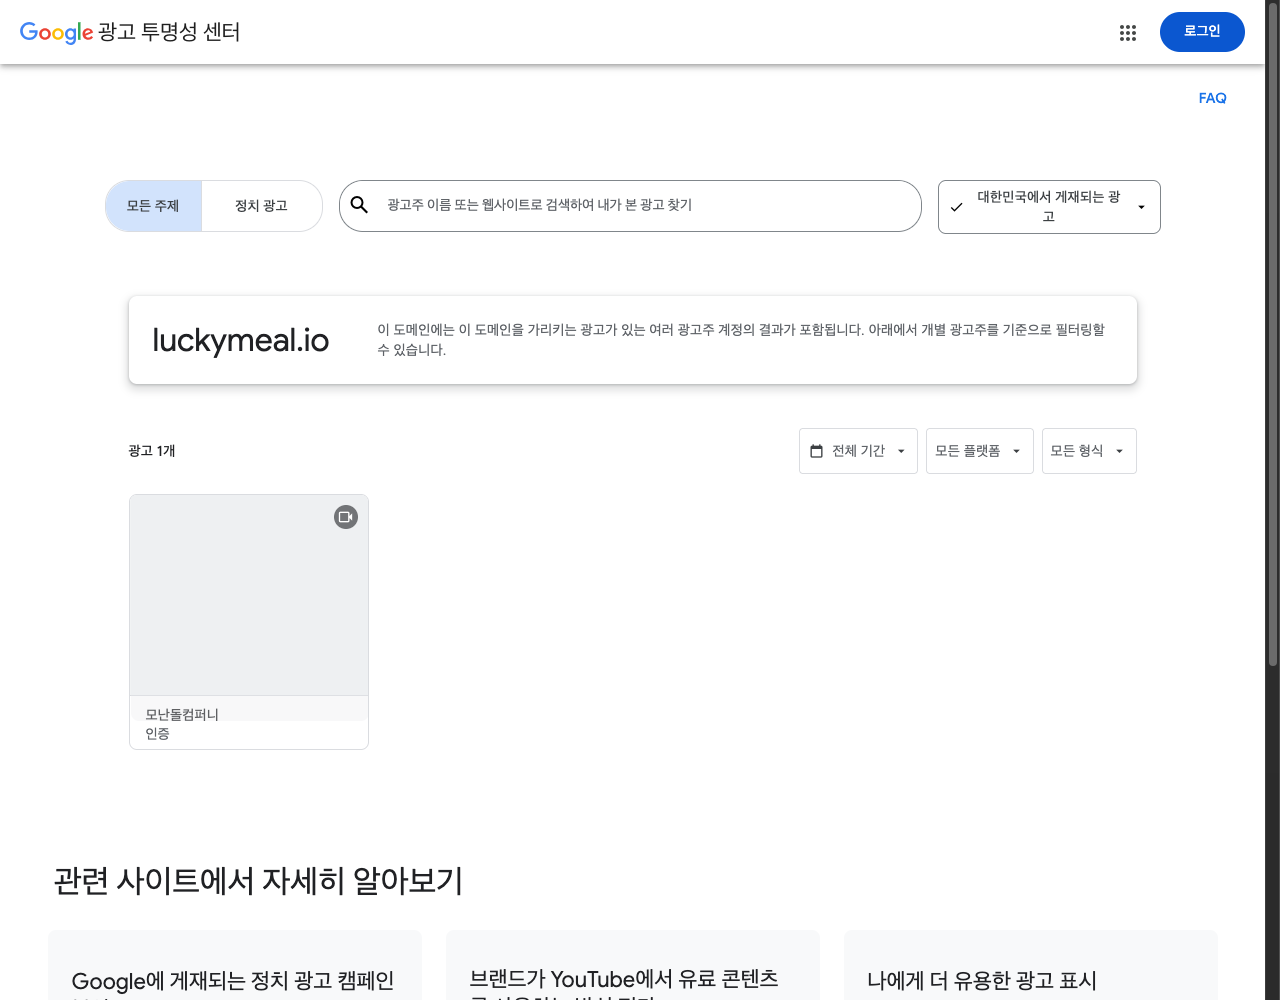 Google 광고 투명성 센터
로그인
FAQ
모든 주제
정치 광고
광고주 이름 또는 웹사이트로 검색하여 내가 본 광고 찾기
대한민국에서 게재되는 광
고
luckymeal.io
이 도메인에는 이 도메인을 가리키는 광고가 있는 여러 광고주 계정의 결과가 포함됩니다. 아래에서 개별 광고주를 기준으로 필터링할
수 있습니다.
광고 1개
전체 기간
모든 플랫폼
모든 형식
모난돌컴퍼니
인증
관련 사이트에서 자세히 알아보기
Google에 게재되는 정치 광고 캠페인
브랜드가 YouTube에서 유료 콘텐츠
나에게 더 유용한 광고 표시